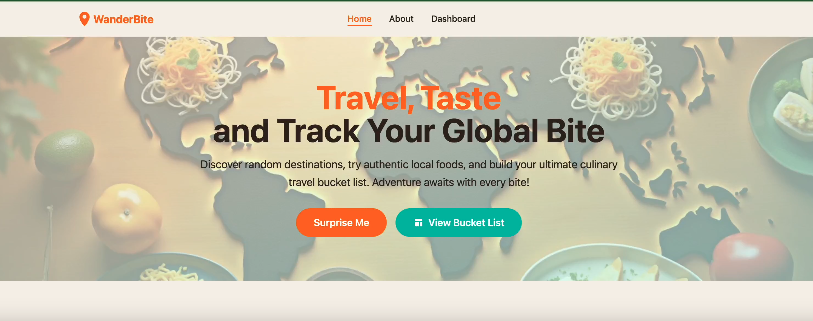 WanderBite
Home About Dashboard
Travel, Taste
and Track Your Global Bite
Discover random destinations, try authentic local foods, and build your ultimate culinary
travel bucket list. Adventure awaits with every bite!
Surprise Me View Bucket List